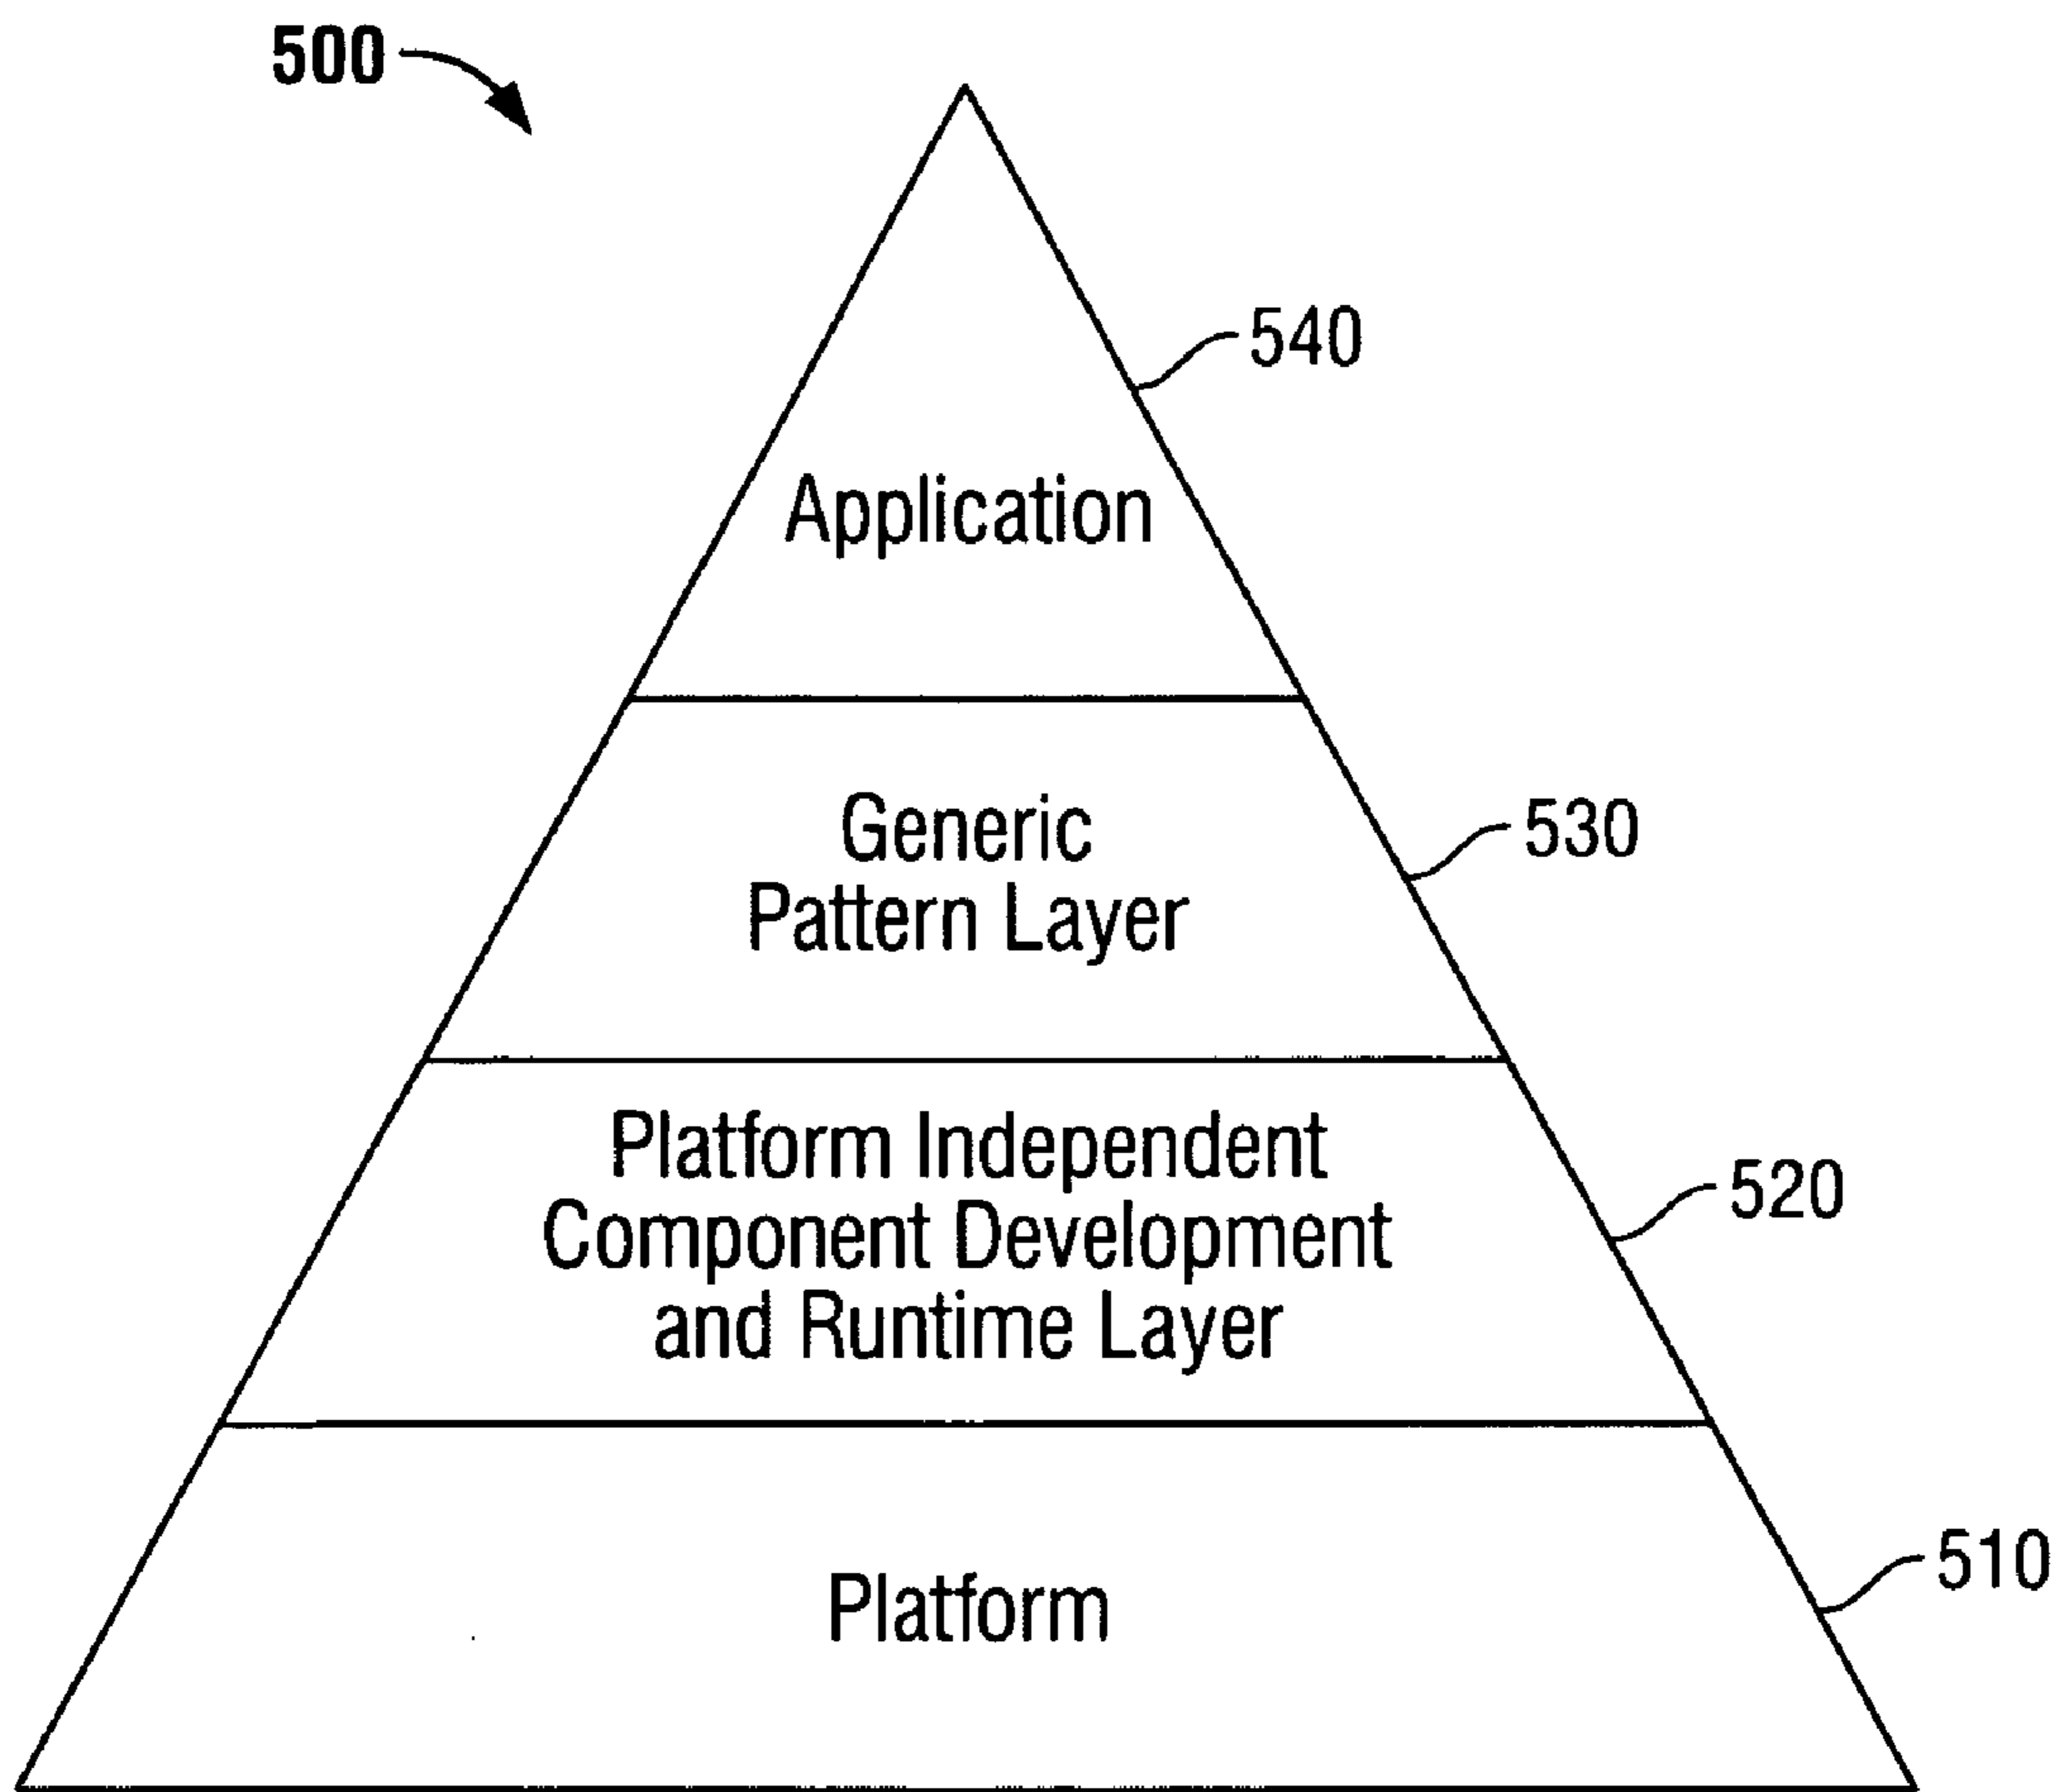 500
540
Application
Generic
Pattern Layer
530
Platform Independent
Component Development
and Runtime Layer
520
Platform
510